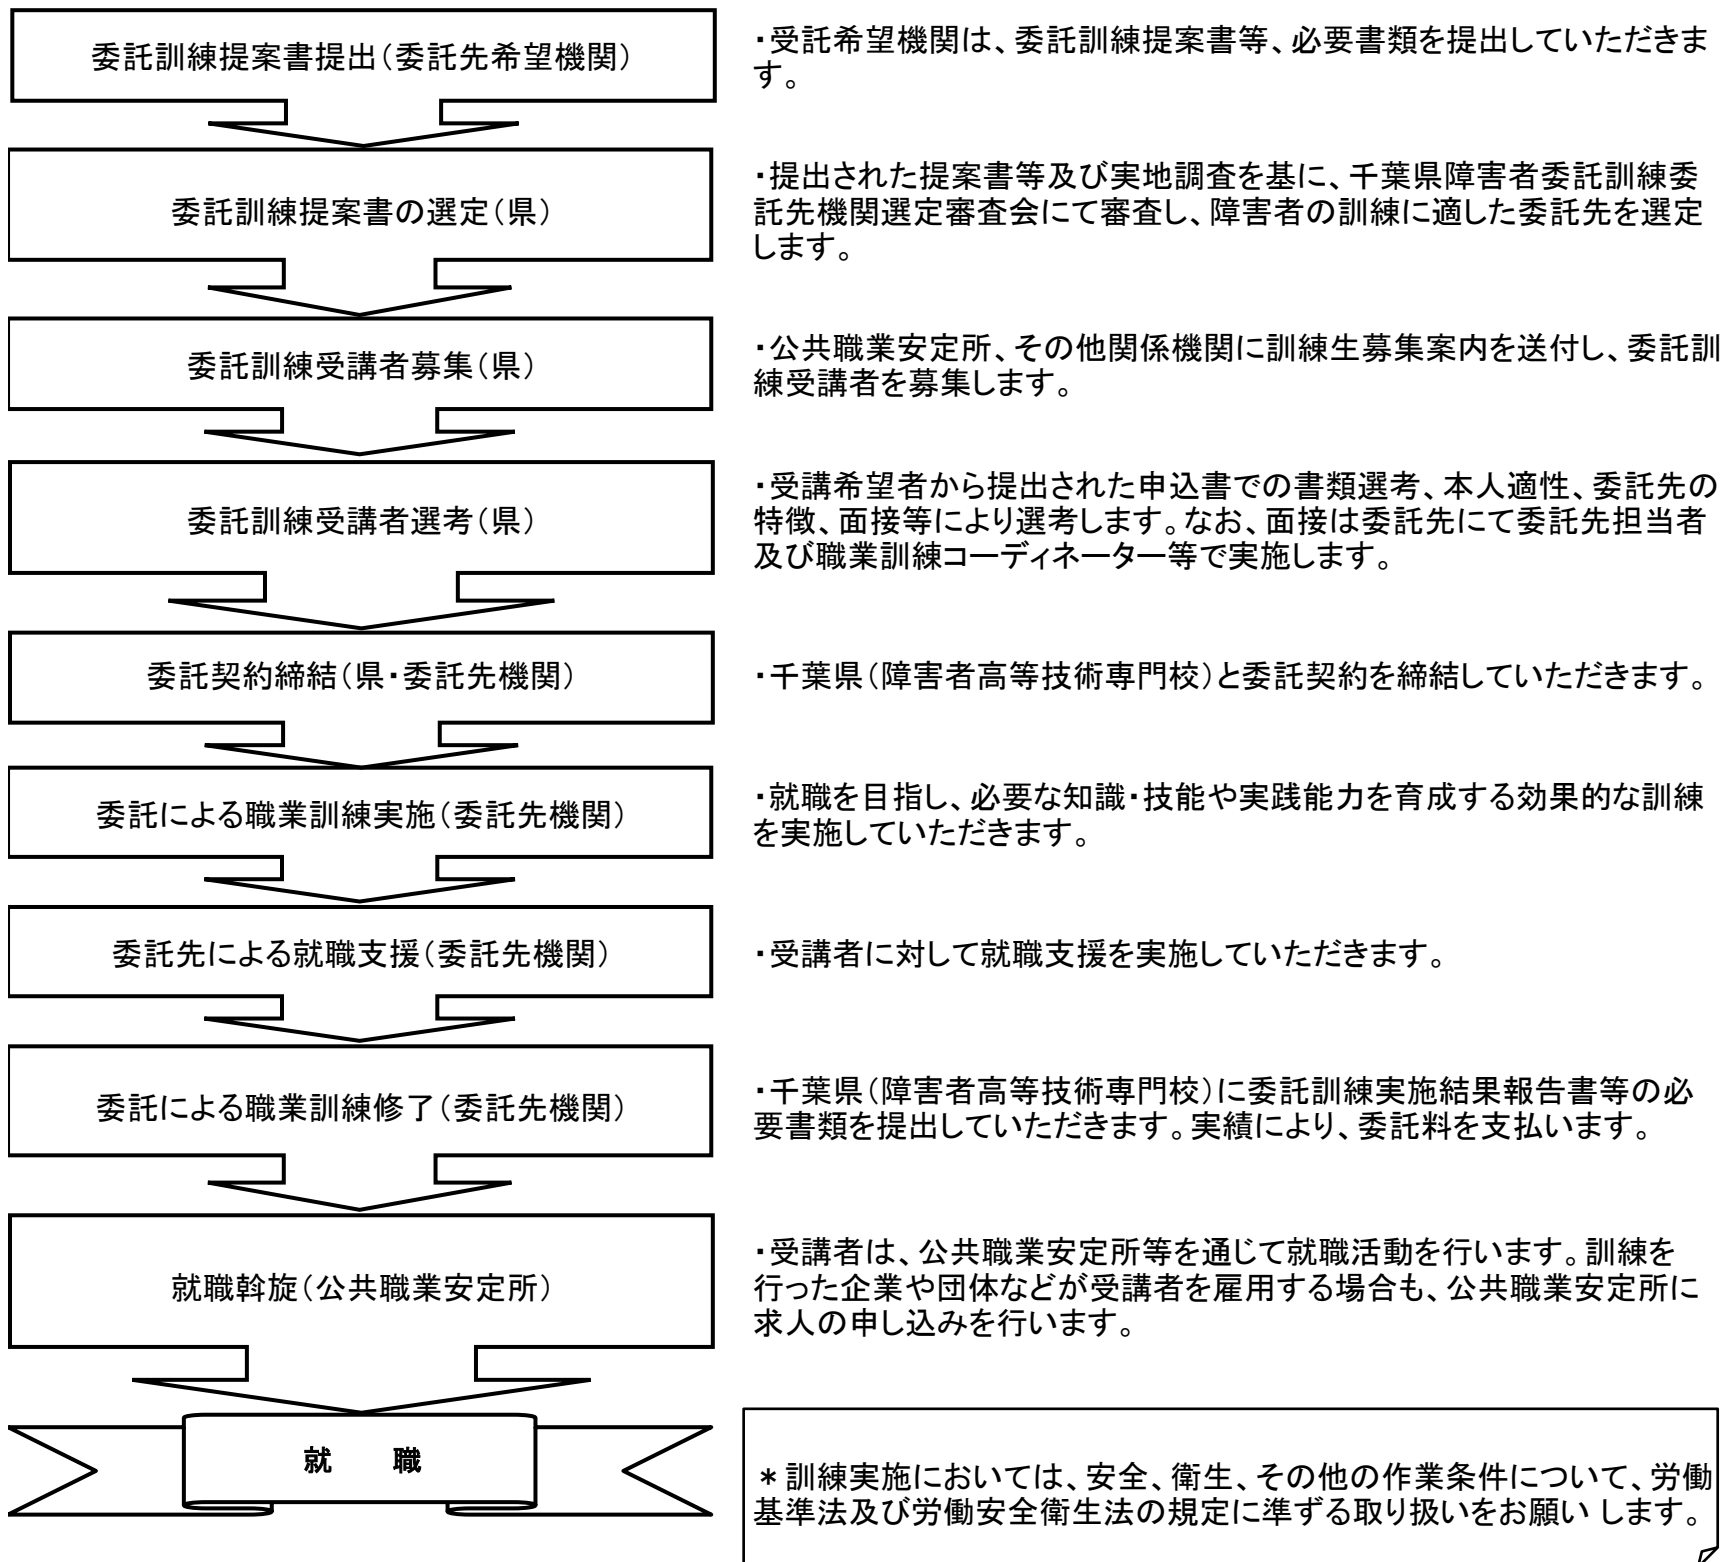 委託訓練提案書提出(委託先希望機関)
・受託希望機関は、委託訓練提案書等、必要書類を提出していただきま
す。
委託訓練提案書の選定(県)
・提出された提案書等及び実地調査を基に、千葉県障害者委託訓練委
託先機関選定審査会にて審査し、障害者の訓練に適した委託先を選定
します。
委託訓練受講者募集(県)
・公共職業安定所、その他関係機関に訓練生募集案内を送付し、委託訓
練受講者を募集します。
委託訓練受講者選考(県)
・受講希望者から提出された申込書での書類選考、本人適性、委託先の
特徴、面接等により選考します。なお、面接は委託先にて委託先担当者
及び職業訓練コーディネーター等で実施します。
委託契約締結(県・委託先機関)
・千葉県(障害者高等技術専門校)と委託契約を締結していただきます。
委託による職業訓練実施(委託先機関)
・就職を目指し、必要な知識・技能や実践能力を育成する効果的な訓練
を実施していただきます。
委託先による就職支援(委託先機関)
・受講者に対して就職支援を実施していただきます。
委託による職業訓練修了(委託先機関)
・千葉県(障害者高等技術専門校)に委託訓練実施結果報告書等の必
要書類を提出していただきます。実績により、委託料を支払います。
就職斡旋(公共職業安定所)
・受講者は、公共職業安定所等を通じて就職活動を行います。訓練を
行った企業や団体などが受講者を雇用する場合も、公共職業安定所に
求人の申し込みを行います。
就 職
*訓練実施においては、安全、衛生、その他の作業条件について、労働
基準法及び労働安全衛生法の規定に準ずる取り扱いをお願い します。